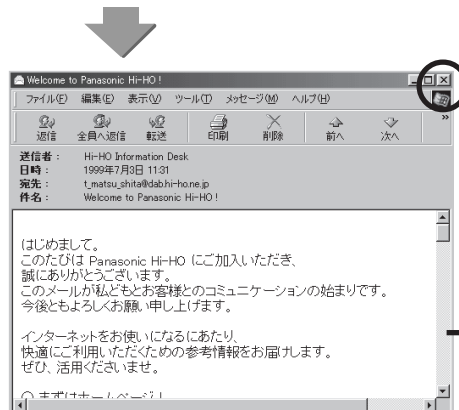 Welcome to Panasonic Hi-HO !
ファイル(F) 編集(E) 表示(V) ツール(T) メッセージ(M) ヘルプ(H)
返信 全員へ返信 転送 印刷 削除 前へ 次へ »
送信者 : Hi-HO Information Desk
日時 : 1999年7月3日 11:31
宛先 : t_matsu_shita@dab.hi-ho.ne.jp
件名 : Welcome to Panasonic Hi-HO !
はじめまして。
このたびは Panasonic Hi-HO にご加入いただき、
誠にありがとうございます。
このメールが私どもとお客様とのコミュニケーションの始まりです。
今後ともよろしくお願い申し上げます。
インターネットをお使いになるにあたり、
快適にご利用いただくための参考情報をお届けします。
ぜひ、活用くださいませ。
○ まずはホームページ!